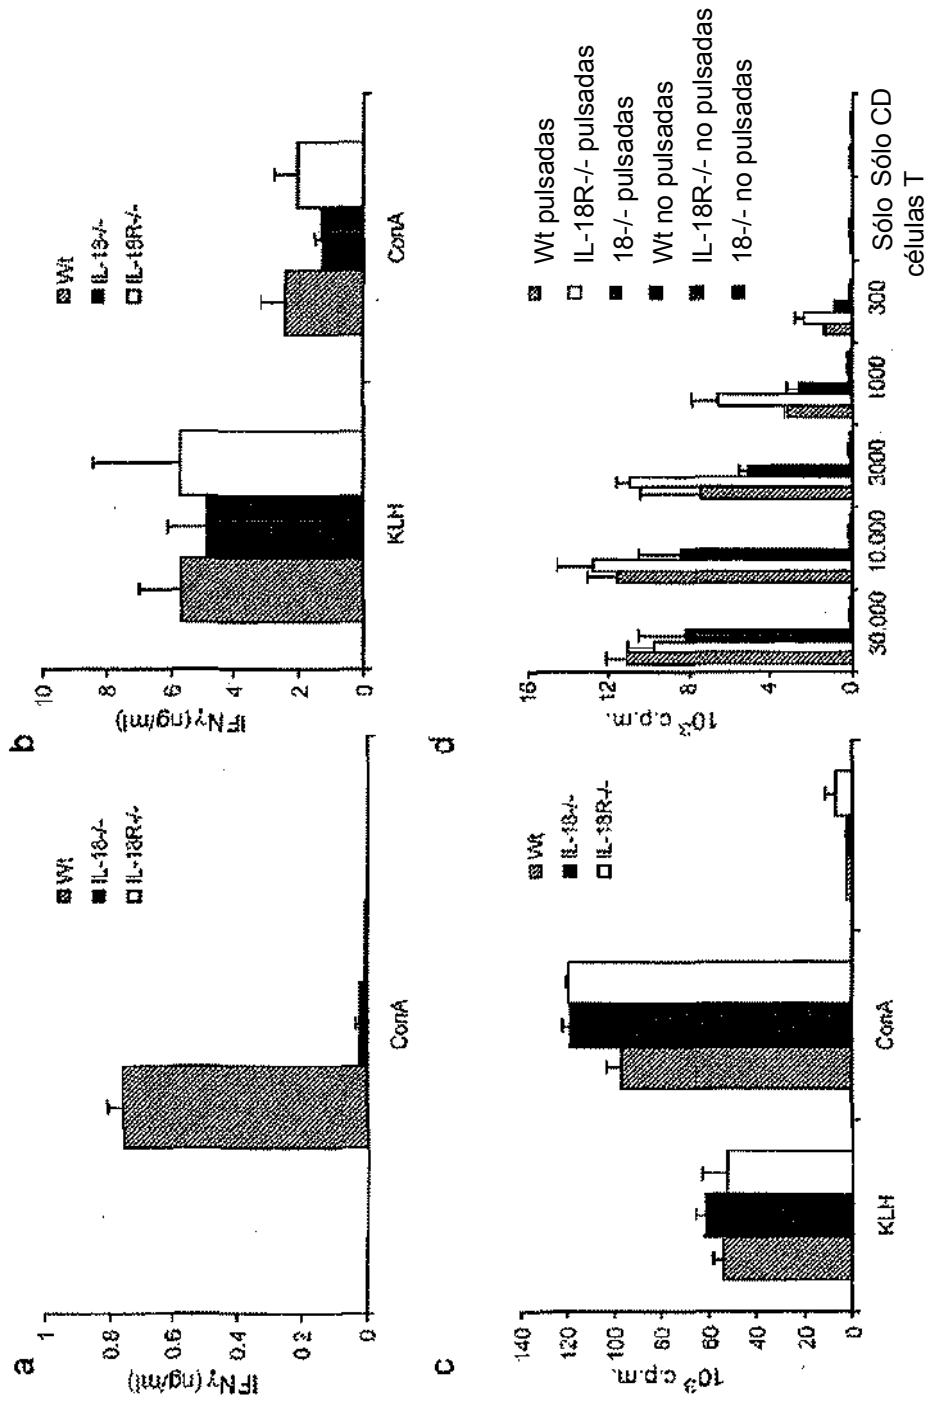 a
IFNγ (ng/ml)
1
0.8
0.6
0.4
0.2
0
ConA
Wt
IL-18-/-
IL-18R-/-
b
IFNγ (ng/ml)
10
8
6
4
2
0
KLH
ConA
Wt
IL-18-/-
IL-18R-/-
c
10³ c.p.m.
140
120
100
80
60
40
20
0
KLH
ConA
Wt
IL-18-/-
IL-18R-/-
d
10³ c.p.m.
16
12
8
4
0
30.000
10.000
3000
1000
300
Sólo células T
Sólo CD
Wt pulsadas
IL-18R-/- pulsadas
18-/- pulsadas
Wt no pulsadas
IL-18R-/- no pulsadas
18-/- no pulsadas